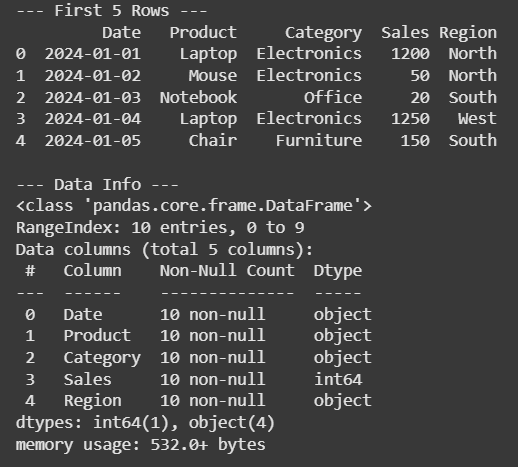 --- First 5 Rows ---
         Date   Product     Category  Sales Region
0  2024-01-01    Laptop  Electronics   1200  North
1  2024-01-02     Mouse  Electronics     50  North
2  2024-01-03  Notebook       Office     20  South
3  2024-01-04    Laptop  Electronics   1250   West
4  2024-01-05     Chair    Furniture    150  South

--- Data Info ---
<class 'pandas.core.frame.DataFrame'>
RangeIndex: 10 entries, 0 to 9
Data columns (total 5 columns):
 #   Column    Non-Null Count  Dtype
---  ------    --------------  -----
 0   Date      10 non-null     object
 1   Product   10 non-null     object
 2   Category  10 non-null     object
 3   Sales     10 non-null     int64
 4   Region    10 non-null     object
dtypes: int64(1), object(4)
memory usage: 532.0+ bytes